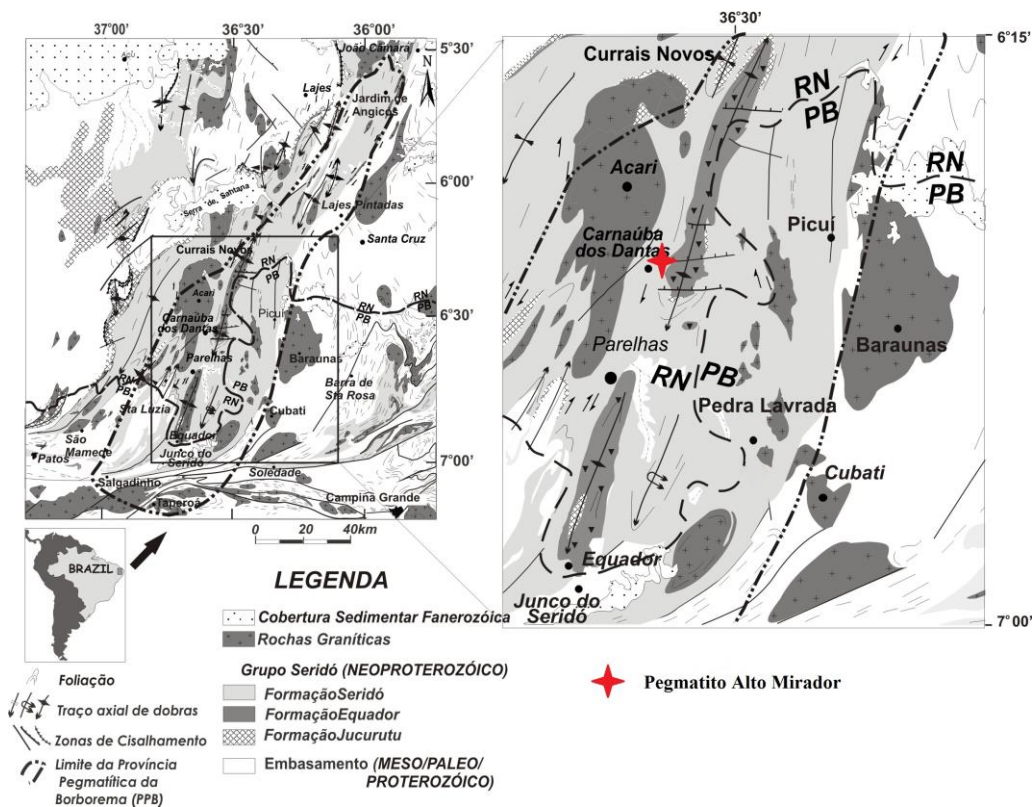 37°00'
36°30'
36°00'
5°30'
João Câmara
N
Lajes
Jardim de
Angicos
6°00'
Serra de Santana
Lajes Pintadas
Santa Cruz
Currais Novos
RN
PB
Acari
Picuí
RN
PB
6°30'
Carnaúba
dos Dantas
Baraunas
Parelhas
Barra de
Sta Rosa
RN
PB
PB
RN
Sta Luzia
Cubati
São
Mamede
Equador
Junco do
Seridó
7°00'
Patos
Soledade
Salgadinho
Taperoá
Campina Grande
0 20 40km
36°30'
6°15'
Currais Novos
RN
PB
Acari
RN
PB
Picuí
Carnaúba
dos Dantas
Baraunas
Parelhas
RN PB
Pedra Lavrada
Cubati
Equador
Junco do
Seridó
7°00'
BRAZIL
LEGENDA
Cobertura Sedimentar Fanerozóica
Rochas Graníticas
Grupo Seridó (NEOPROTEROZÓICO)
FormaçãoSeridó
FormaçãoEquador
FormaçãoJucurutu
Embasamento (MESO/PALEO/
PROTEROZÓICO)
Foliação
Traço axial de dobras
Zonas de Cisalhamento
Limite da Província
Pegmatítica da
Borborema (PPB)
Pegmatito Alto Mirador